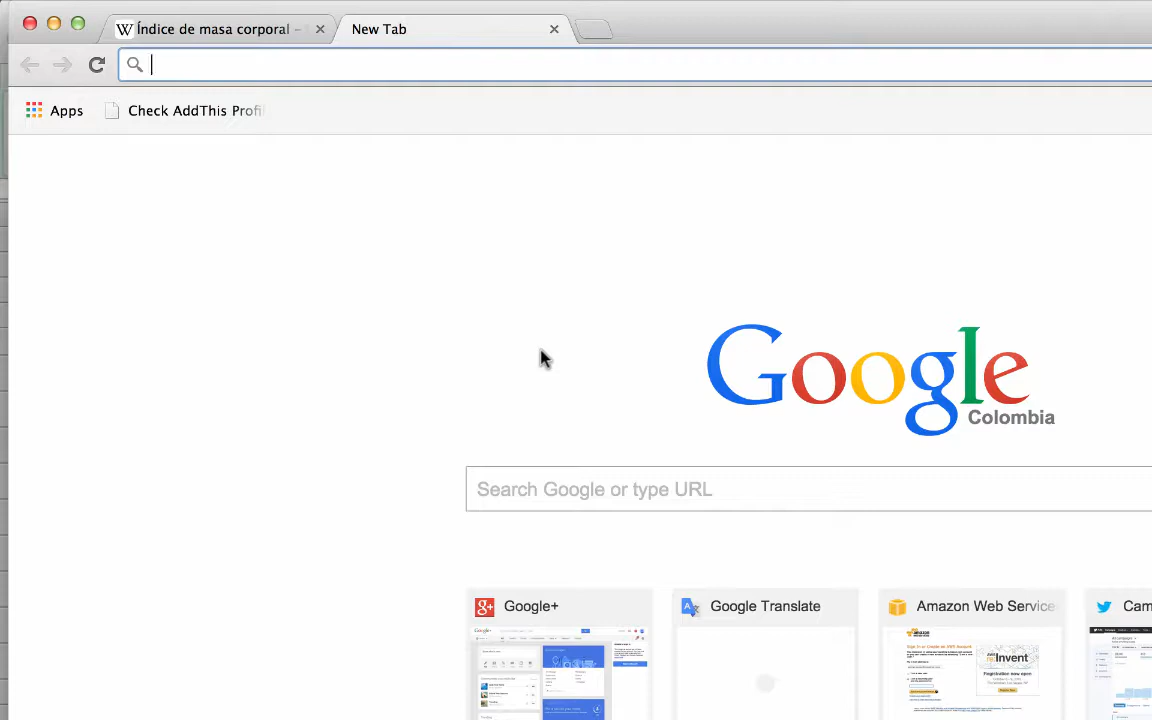 Índice de masa corporal –
New Tab
Apps
Check AddThis Profil
Google
Colombia
Search Google or type URL
Google+
Google Translate
Amazon Web Service
Cam